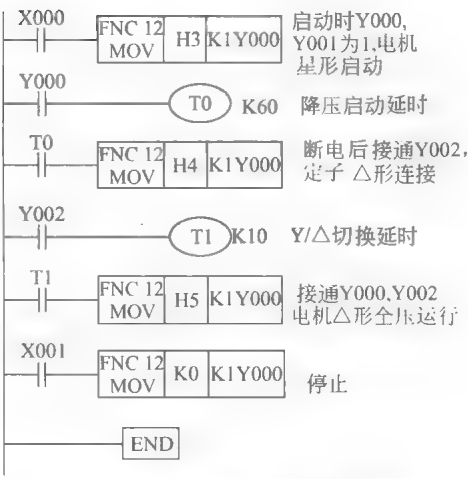 X000
FNC 12 MOV H3 K1Y000
启动时Y000,
Y001为1,电机
星形启动
Y000
T0 K60 降压启动延时
T0
FNC 12 MOV H4 K1Y000
断电后接通Y002,
定子 △形连接
Y002
T1 K10 Y/△切换延时
T1
FNC 12 MOV H5 K1Y000
接通Y000,Y002
电机△形全压运行
X001
FNC 12 MOV K0 K1Y000
停止
END